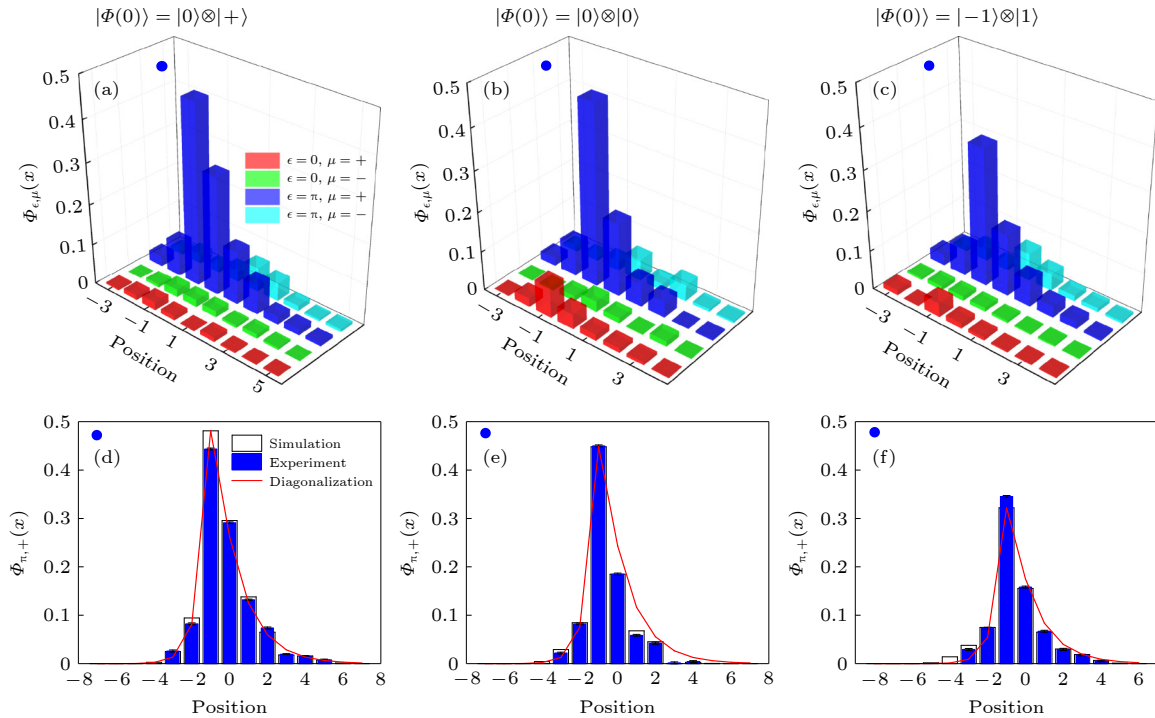 |Φ(0)⟩ = |0⟩⊗|+⟩
|Φ(0)⟩ = |0⟩⊗|0⟩
|Φ(0)⟩ = |−1⟩⊗|1⟩
(a)
0.5
0.4
0.3
0.2
0.1
0
Φϵ,μ(x)
ϵ=0, μ=+
ϵ=0, μ=−
ϵ=π, μ=+
ϵ=π, μ=−
−3
−1
1
3
5
Position
(b)
0.5
0.4
0.3
0.2
0.1
0
Φϵ,μ(x)
−3
−1
1
3
Position
(c)
0.5
0.4
0.3
0.2
0.1
0
Φϵ,μ(x)
−3
−1
1
3
Position
(d)
0.5
0.4
0.3
0.2
0.1
0
Φπ,+(x)
Simulation
Experiment
Diagonalization
−8 −6 −4 −2 0 2 4 6 8
Position
(e)
0.5
0.4
0.3
0.2
0.1
0
Φπ,+(x)
−8 −6 −4 −2 0 2 4 6 8
Position
(f)
0.5
0.4
0.3
0.2
0.1
0
Φπ,+(x)
−8 −6 −4 −2 0 2 4 6
Position